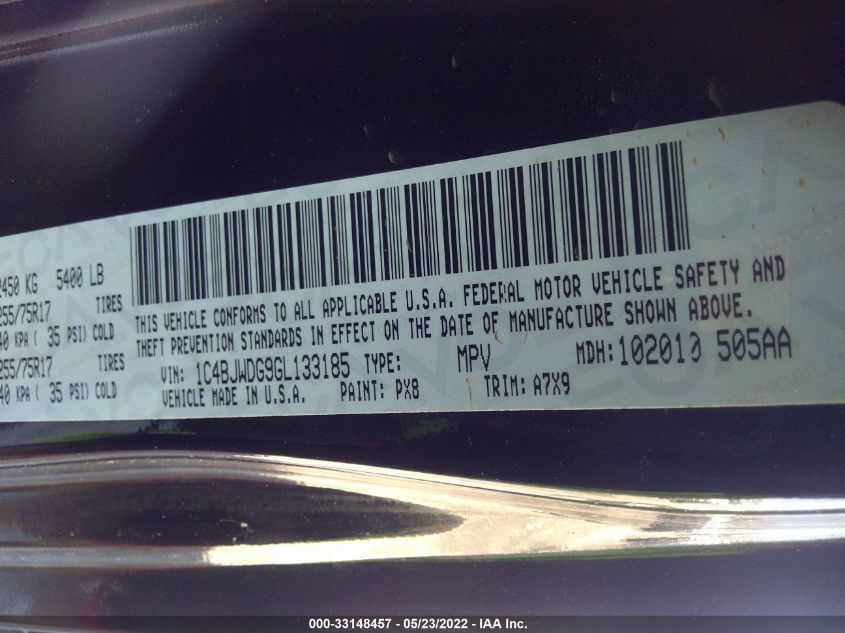 2450 KG 5400 LB
255/75R17 TIRES
40 KPA ( 35 PSI) COLD
255/75R17 TIRES
40 KPA ( 35 PSI) COLD
THIS VEHICLE CONFORMS TO ALL APPLICABLE U.S.A. FEDERAL MOTOR VEHICLE SAFETY AND
THEFT PREVENTION STANDARDS IN EFFECT ON THE DATE OF MANUFACTURE SHOWN ABOVE.
VIN: 1C4BJWDG9GL133185 TYPE: MPV MDH: 102010 505AA
VEHICLE MADE IN U.S.A. PAINT: PX8 TRIM: A7X9
000-33148457 - 05/23/2022 - IAA Inc.